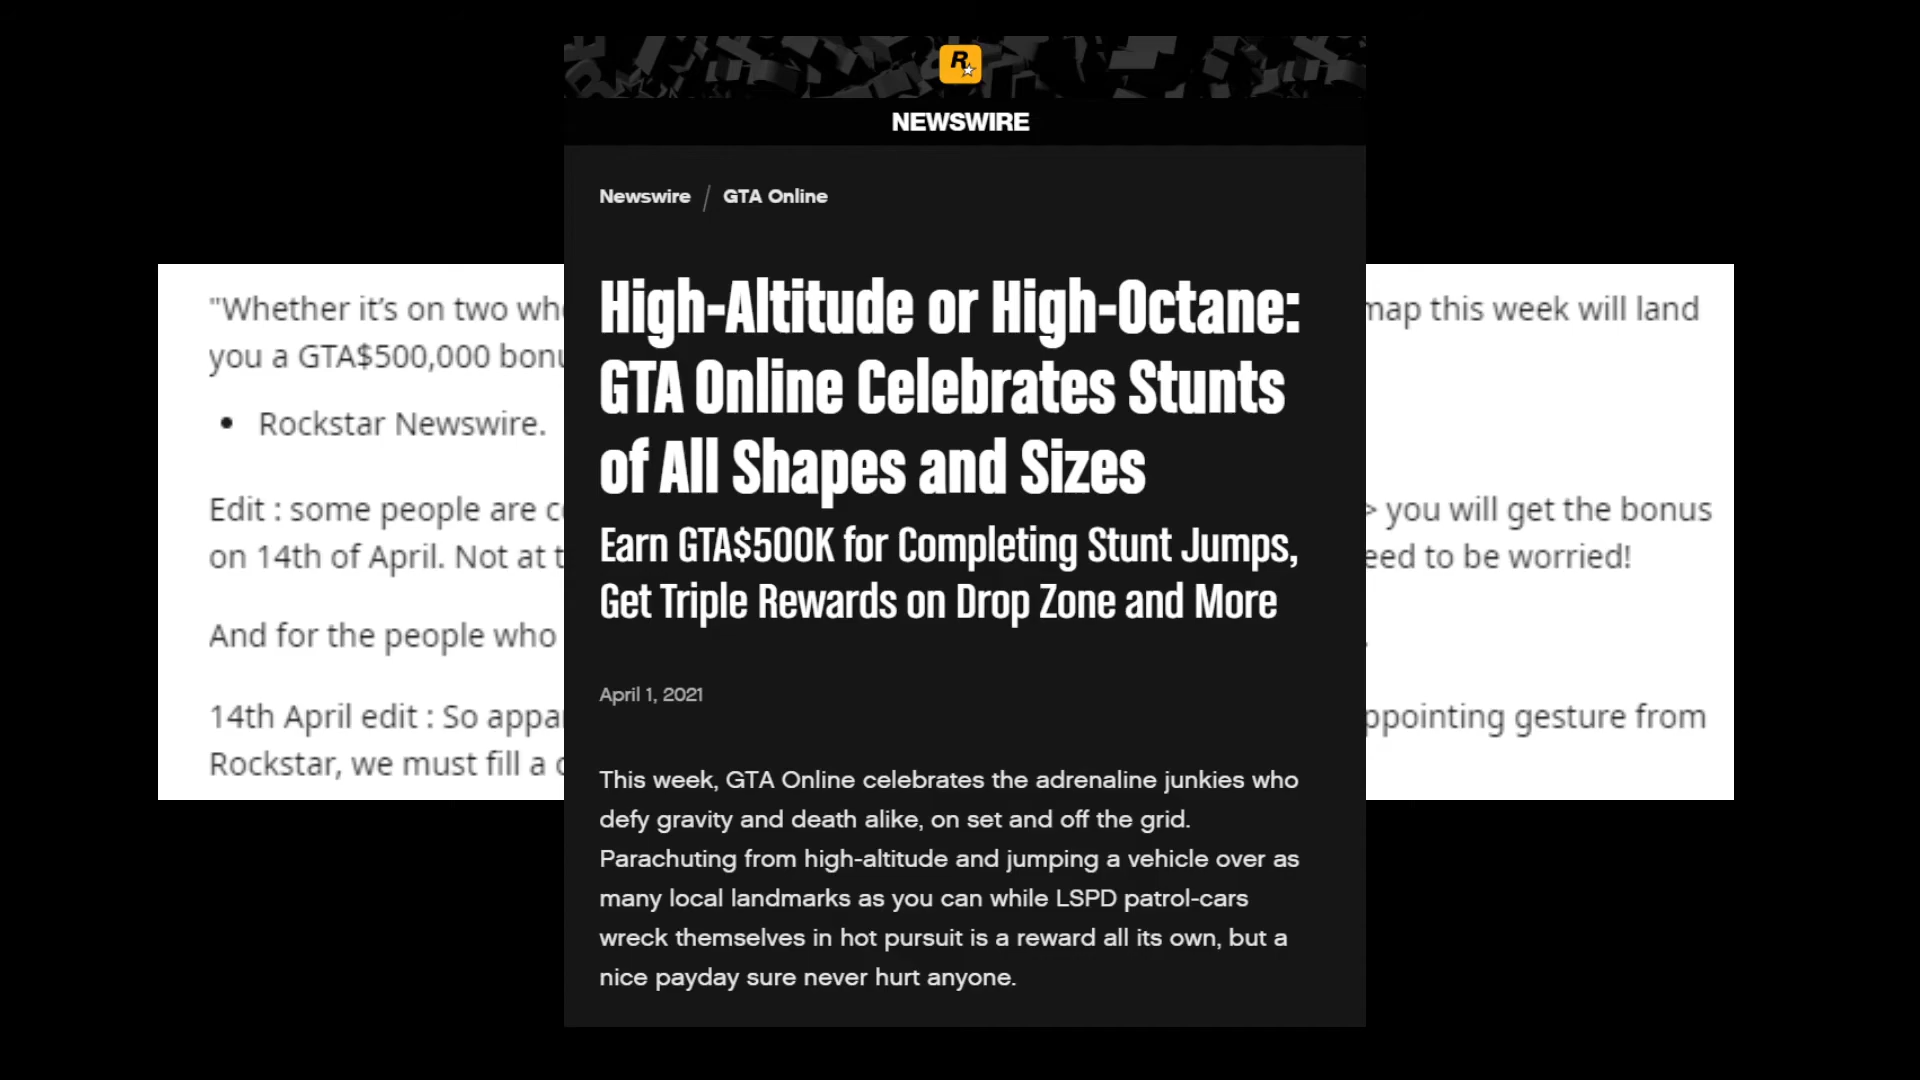 R
NEWSWIRE
Newswire / GTA Online
High-Altitude or High-Octane:
GTA Online Celebrates Stunts
of All Shapes and Sizes
Earn GTA$500K for Completing Stunt Jumps,
Get Triple Rewards on Drop Zone and More
April 1, 2021
This week, GTA Online celebrates the adrenaline junkies who
defy gravity and death alike, on set and off the grid.
Parachuting from high-altitude and jumping a vehicle over as
many local landmarks as you can while LSPD patrol-cars
wreck themselves in hot pursuit is a reward all its own, but a
nice payday sure never hurt anyone.
"Whether it's on two map this week will land
you a GTA$500,000
• Rockstar Newswire.
Edit : some people are > you will get the bonus
on 14th of April. Not at to be worried!
And for the people who
14th April edit : So gesture from
Rockstar, we must fill a